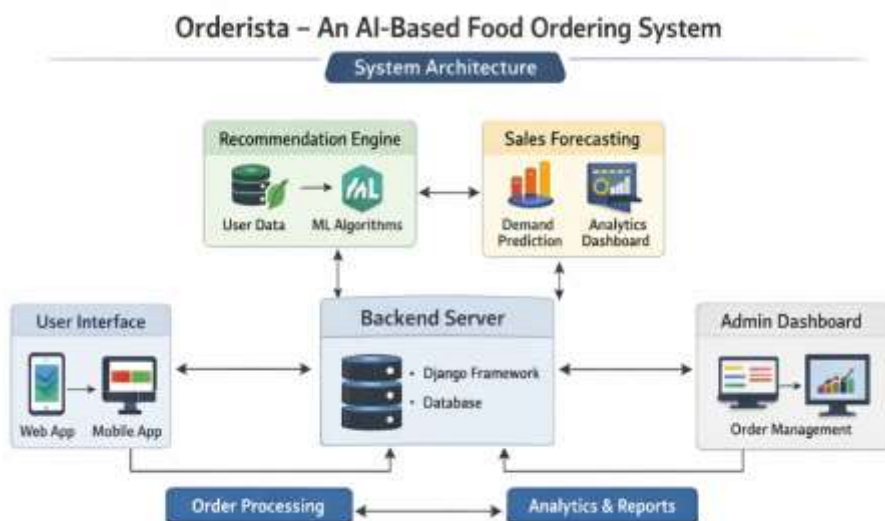 Orderista – An AI-Based Food Ordering System
System Architecture
Recommendation Engine
User Data
ML
ML Algorithms
Sales Forecasting
Demand
Prediction
Analytics
Dashboard
User Interface
Web App
Mobile App
Backend Server
• Django Framework
• Database
Admin Dashboard
Order Management
Order Processing
Analytics & Reports